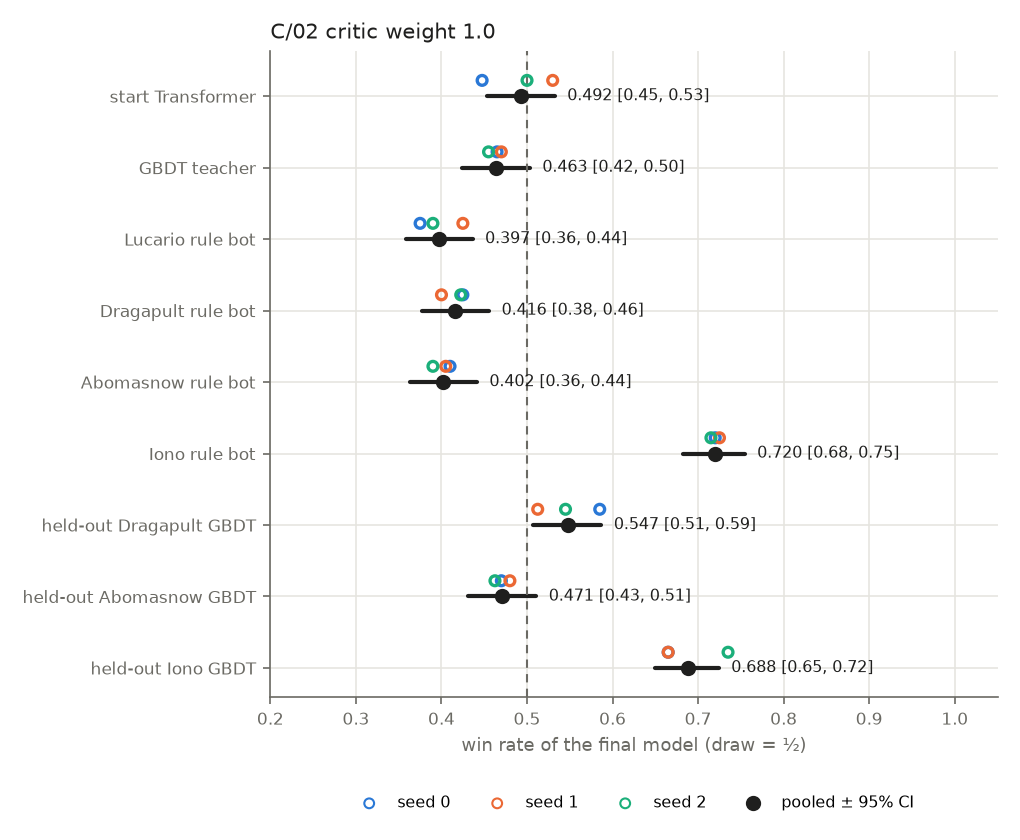 C/02 critic weight 1.0
start Transformer
0.492 [0.45, 0.53]
GBDT teacher
0.463 [0.42, 0.50]
Lucario rule bot
0.397 [0.36, 0.44]
Dragapult rule bot
0.416 [0.38, 0.46]
Abomasnow rule bot
0.402 [0.36, 0.44]
Iono rule bot
0.720 [0.68, 0.75]
held-out Dragapult GBDT
0.547 [0.51, 0.59]
held-out Abomasnow GBDT
0.471 [0.43, 0.51]
held-out Iono GBDT
0.688 [0.65, 0.72]
0.2 0.3 0.4 0.5 0.6 0.7 0.8 0.9 1.0
win rate of the final model (draw = ½)
seed 0 seed 1 seed 2 pooled ± 95% CI